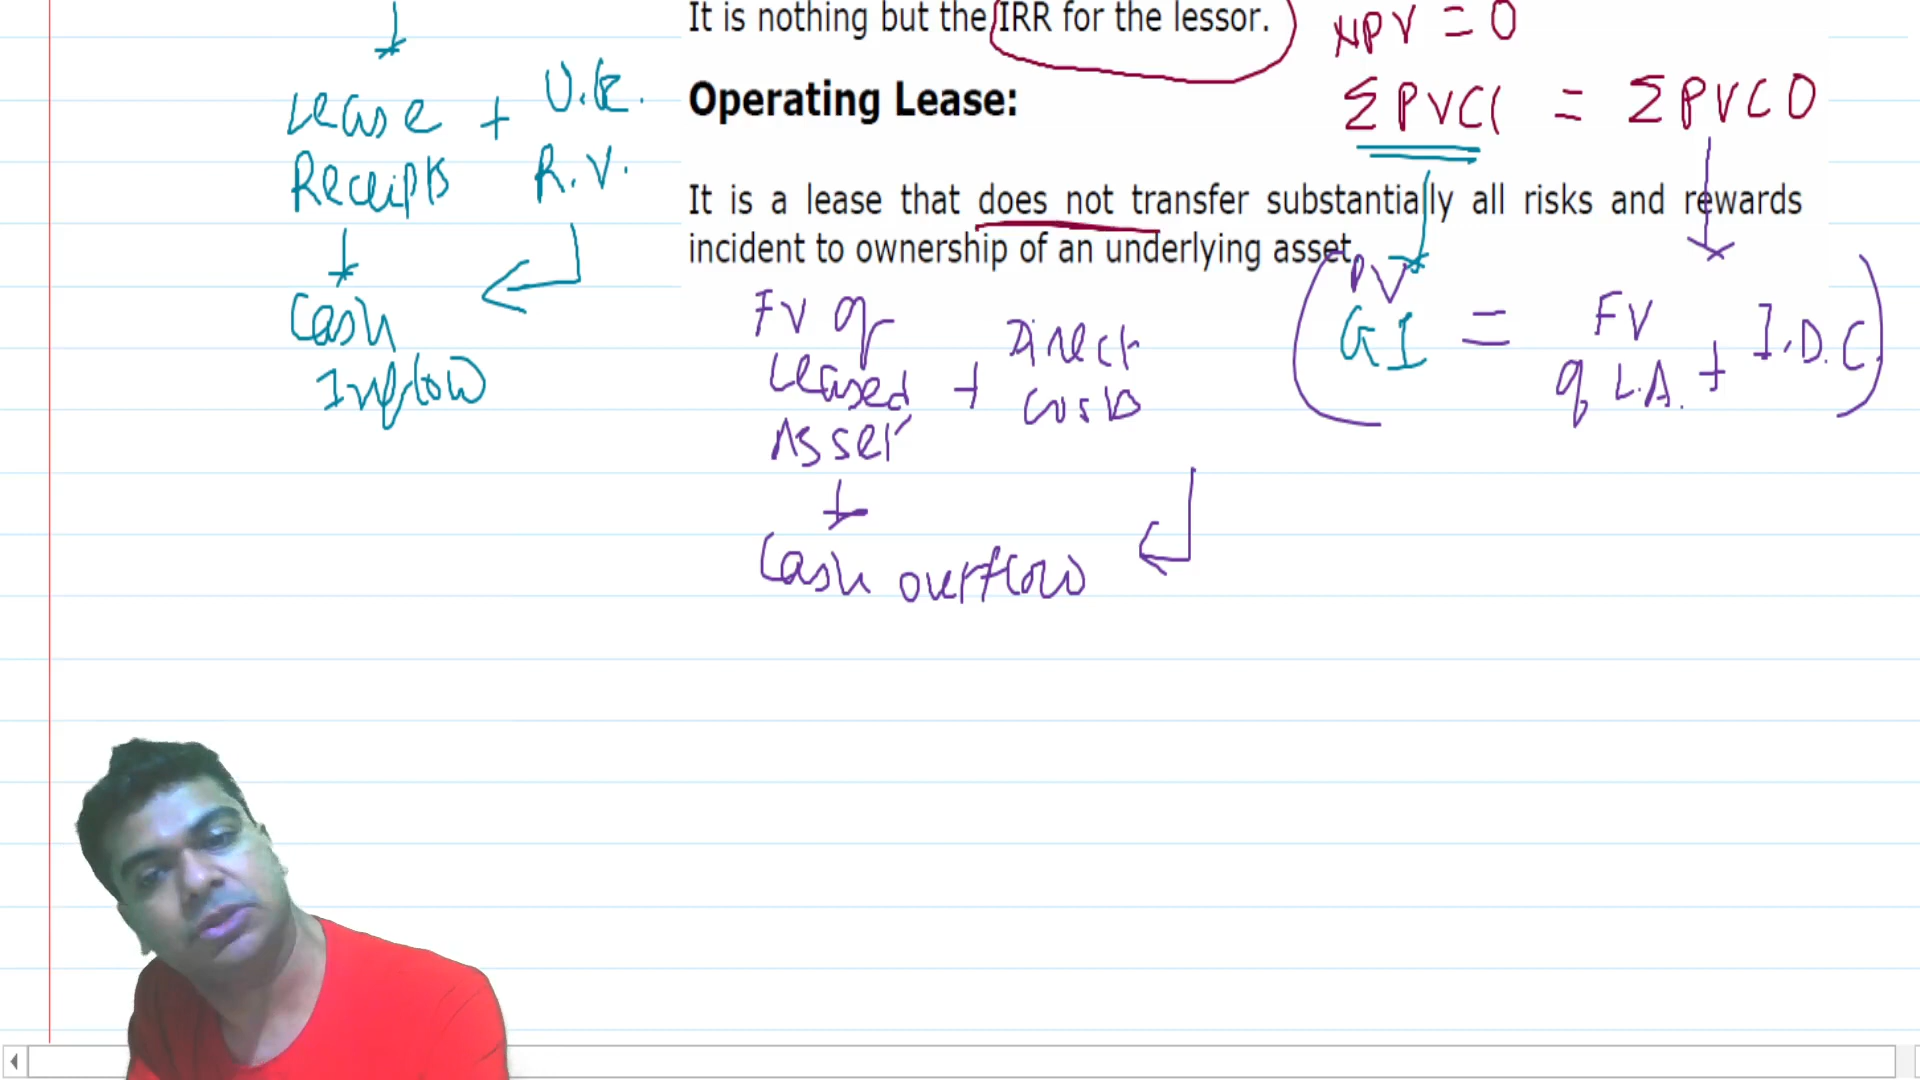 It is nothing but the IRR for the lessor.
NPV = 0
Operating Lease:
ΣPVCI = ΣPVCO
It is a lease that does not transfer substantially all risks and rewards
incident to ownership of an underlying asset.
Lease + U.G.
Receipts R.V.
Cash
Inflow
FV of
Leased + Direct
Asset costs
Cash outflow
PV
GI = FV
of L.A. + I.D.C